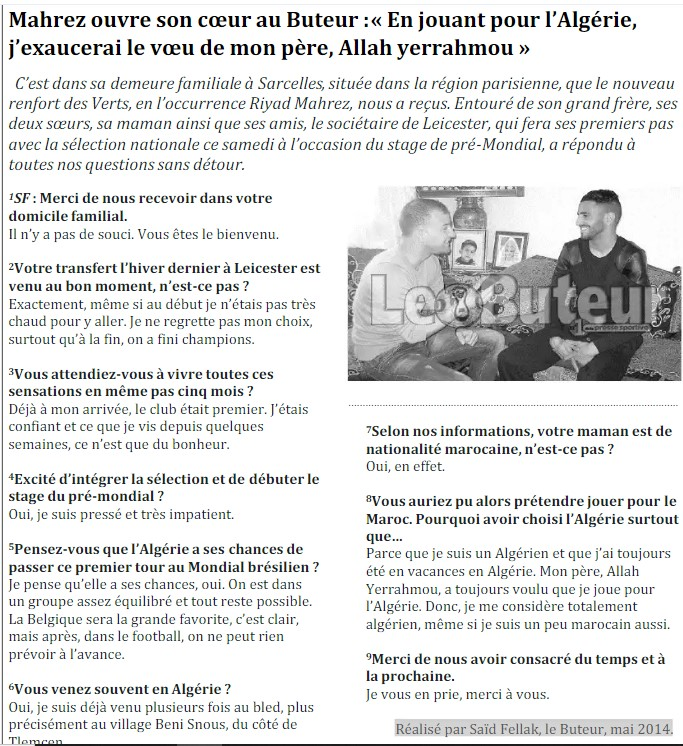 Mahrez ouvre son cœur au Buteur :« En jouant pour l’Algérie,
j’exaucerai le vœu de mon père, Allah yerrahmou »
C’est dans sa demeure familiale à Sarcelles, située dans la région parisienne, que le nouveau
renfort des Verts, en l’occurrence Riyad Mahrez, nous a reçus. Entouré de son grand frère, ses
deux sœurs, sa maman ainsi que ses amis, le sociétaire de Leicester, qui fera ses premiers pas
avec la sélection nationale ce samedi à l’occasion du stage de pré-Mondial, a répondu à
toutes nos questions sans détour.
¹SF : Merci de nous recevoir dans votre
domicile familial.
Il n’y a pas de souci. Vous êtes le bienvenu.
²Votre transfert l’hiver dernier à Leicester est
venu au bon moment, n’est-ce pas ?
Exactement, même si au début je n’étais pas très
chaud pour y aller. Je ne regrette pas mon choix,
surtout qu’à la fin, on a fini champions.
³Vous attendiez-vous à vivre toutes ces
sensations en même pas cinq mois ?
Déjà à mon arrivée, le club était premier. J’étais
confiant et ce que je vis depuis quelques
semaines, ce n’est que du bonheur.
⁴Excité d’intégrer la sélection et de débuter le
stage du pré-mondial ?
Oui, je suis pressé et très impatient.
⁵Pensez-vous que l’Algérie a ses chances de
passer ce premier tour au Mondial brésilien ?
Je pense qu’elle a ses chances, oui. On est dans
un groupe assez équilibré et tout reste possible.
La Belgique sera la grande favorite, c’est clair,
mais après, dans le football, on ne peut rien
prévoir à l’avance.
⁶Vous venez souvent en Algérie ?
Oui, je suis déjà venu plusieurs fois au bled, plus
précisément au village Beni Snous, du côté de
Tlemcen
Le Buteur
presse sportive
⁷Selon nos informations, votre maman est de
nationalité marocaine, n’est-ce pas ?
Oui, en effet.
⁸Vous auriez pu alors prétendre jouer pour le
Maroc. Pourquoi avoir choisi l’Algérie surtout
que…
Parce que je suis un Algérien et que j’ai toujours
été en vacances en Algérie. Mon père, Allah
Yerrahmou, a toujours voulu que je joue pour
l’Algérie. Donc, je me considère totalement
algérien, même si je suis un peu marocain aussi.
⁹Merci de nous avoir consacré du temps et à
la prochaine.
Je vous en prie, merci à vous.
Réalisé par Saïd Fellak, le Buteur, mai 2014.